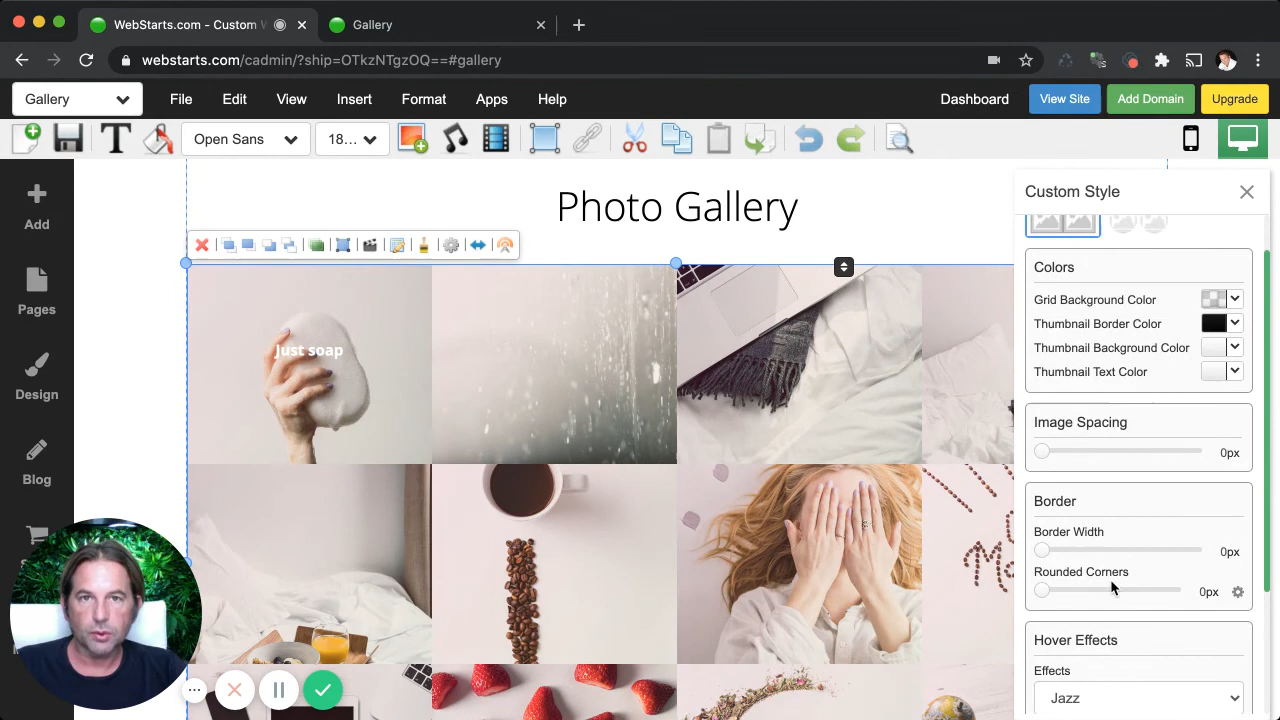 WebStarts.com - Custom W
Gallery
webstarts.com/cadmin/?ship=OTkzNTgzOQ==#gallery
Gallery
File
Edit
View
Insert
Format
Apps
Help
Dashboard
View Site
Add Domain
Upgrade
Open Sans
18...
Add
Pages
Design
Blog
Photo Gallery
Just soap
Custom Style
Colors
Grid Background Color
Thumbnail Border Color
Thumbnail Background Color
Thumbnail Text Color
Image Spacing
0px
Border
Border Width
0px
Rounded Corners
0px
Hover Effects
Effects
Jazz